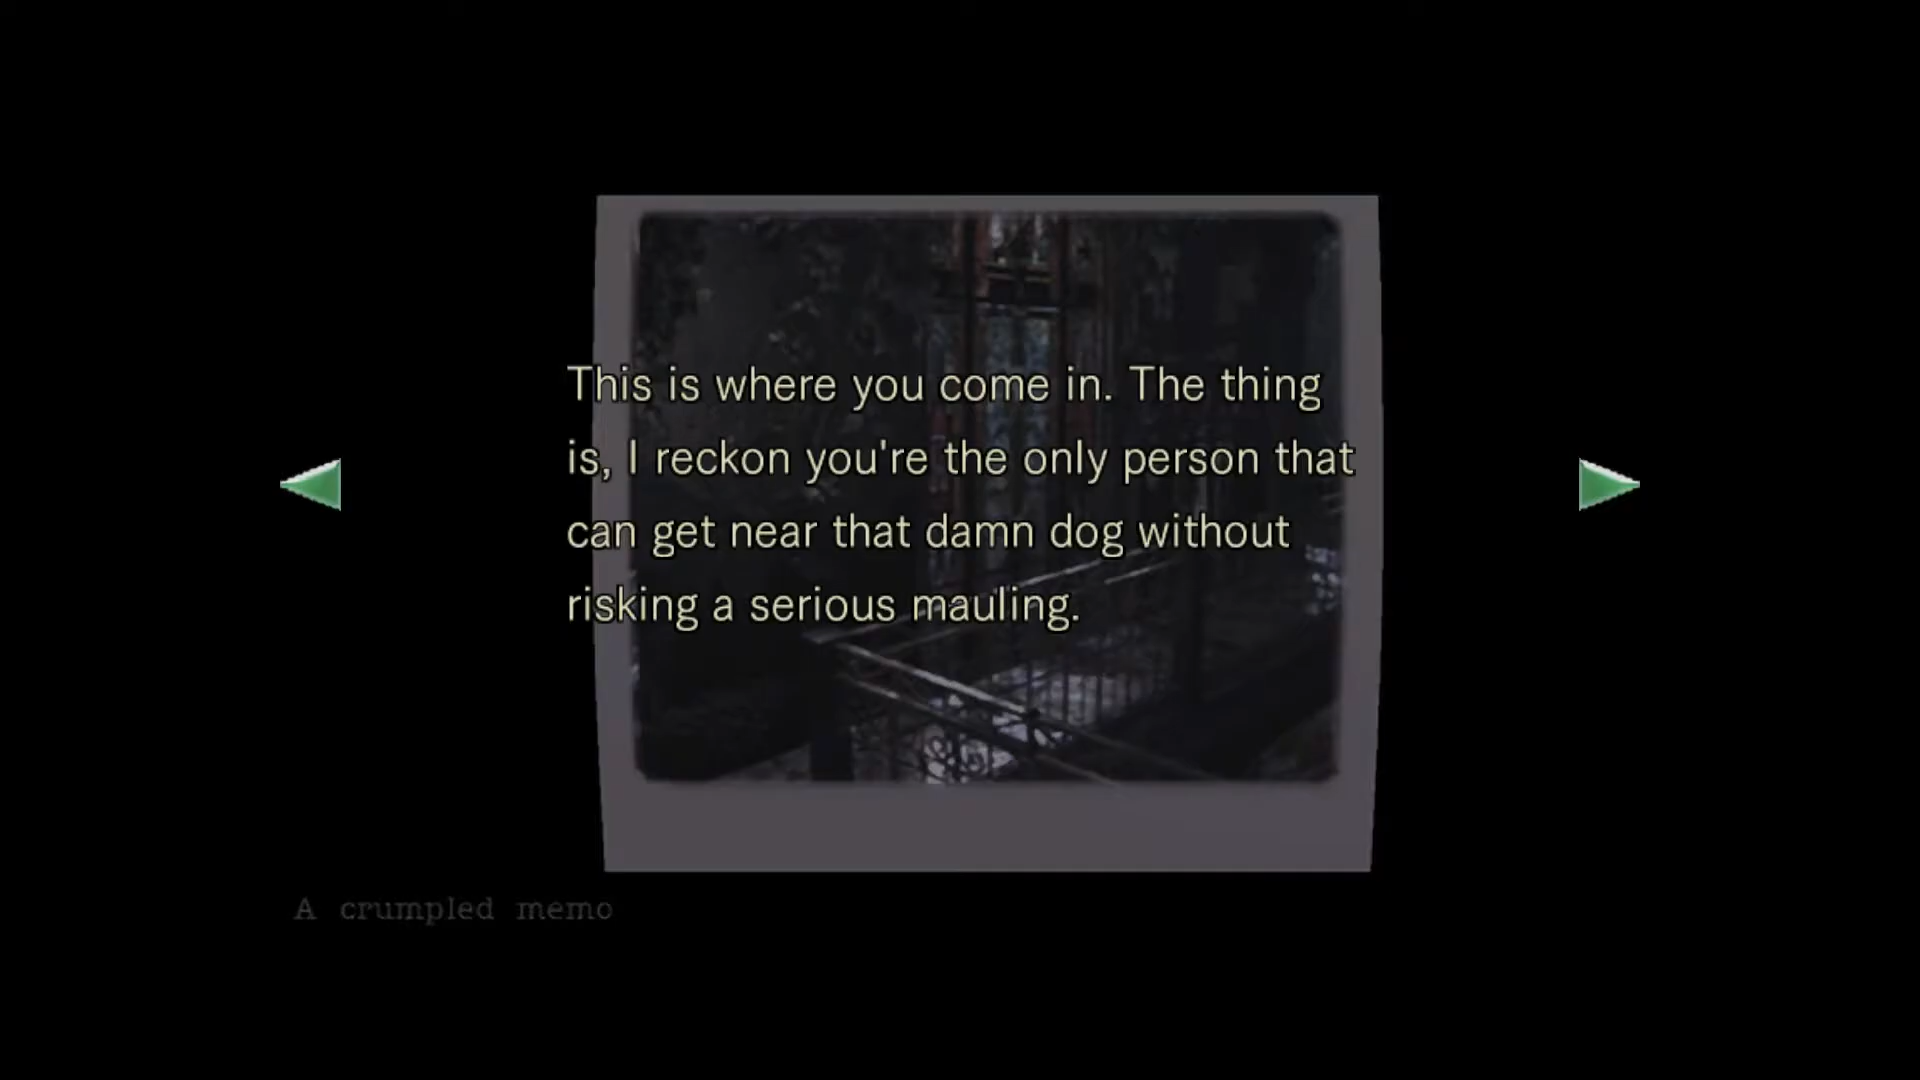 This is where you come in. The thing
is, I reckon you're the only person that
can get near that damn dog without
risking a serious mauling.
A crumpled memo